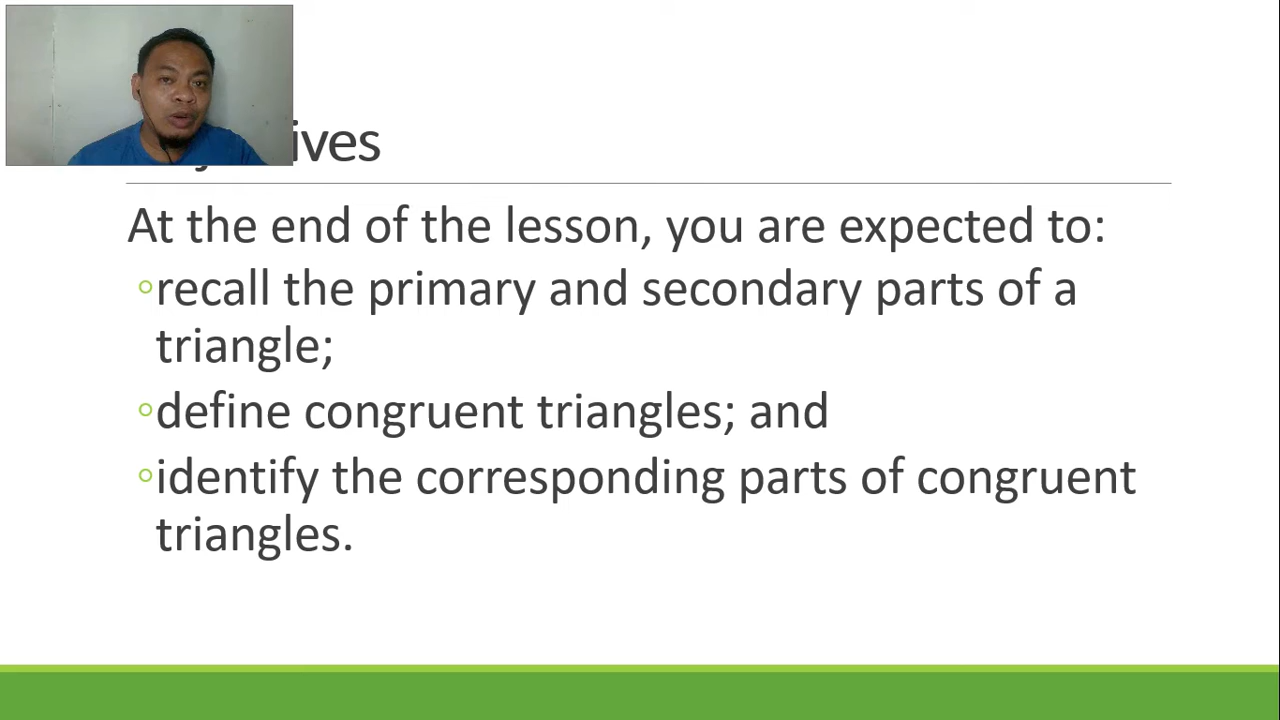 At the end of the lesson, you are expected to:
◦recall the primary and secondary parts of a
triangle;
◦define congruent triangles; and
◦identify the corresponding parts of congruent
triangles.